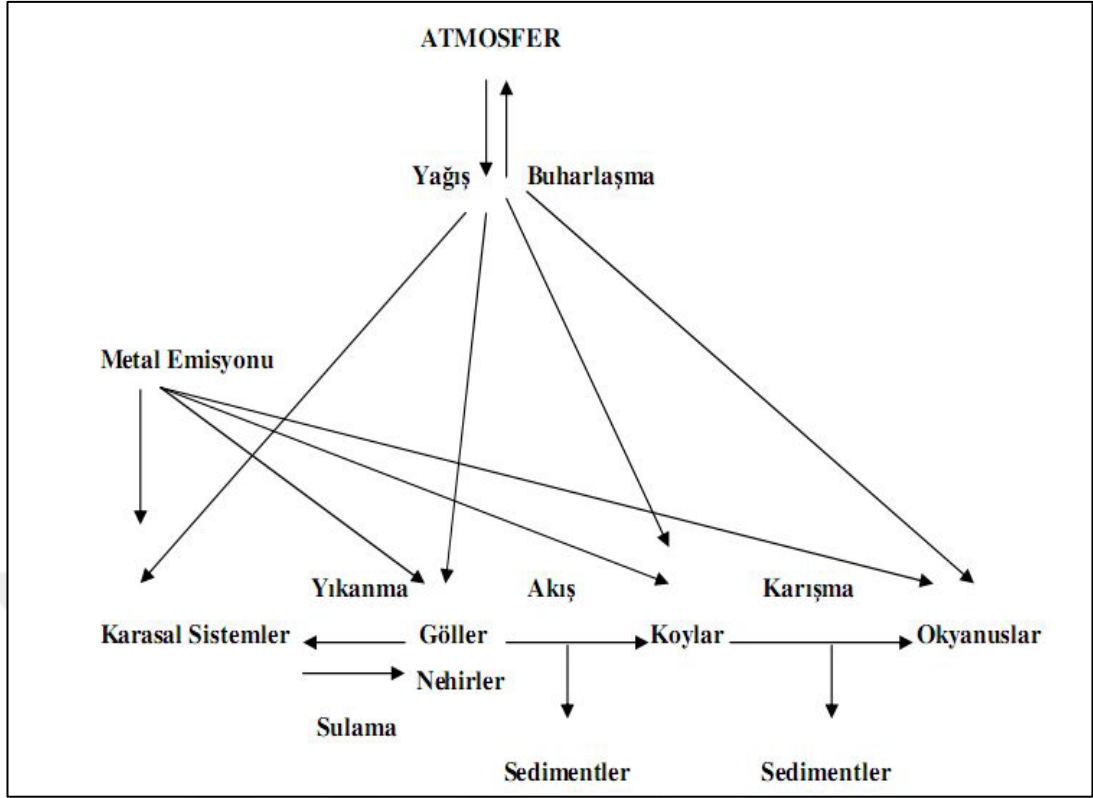 ATMOSFER
Yağış Buharlaşma
Metal Emisyonu
Yıkanma Akış Karışma
Karasal Sistemler Göller Koylar Okyanuslar
Nehirler
Sulama
Sedimentler Sedimentler